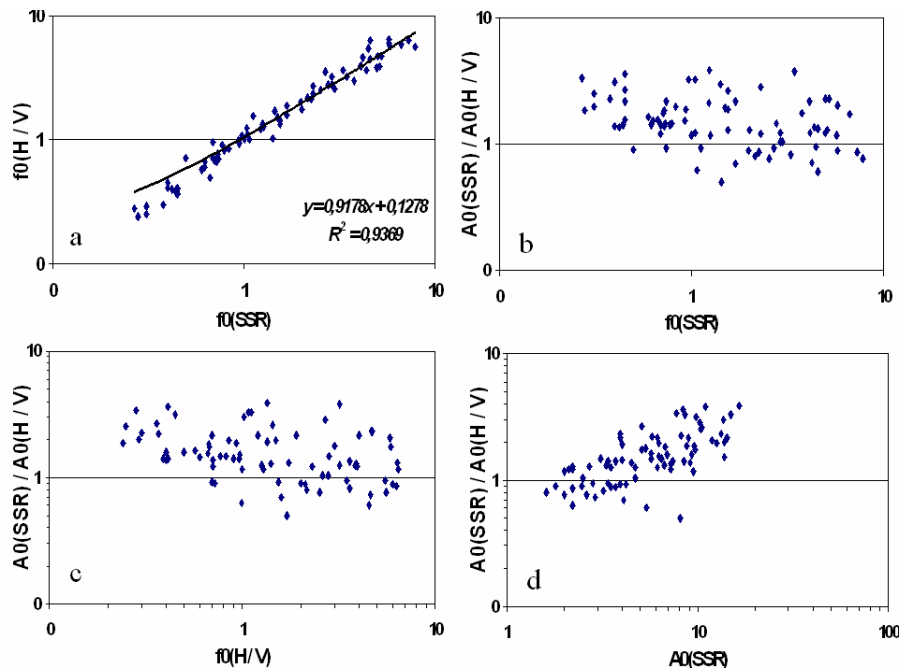 10
f0(H / V)
1
y=0,9178x+0,1278
R² =0,9369
a
0
0
1
10
f0(SSR)
10
A0(SSR) / A0(H / V)
1
b
0
0
1
10
f0(SSR)
10
A0(SSR) / A0(H / V)
1
c
0
0
1
10
f0(H/V)
10
A0(SSR) / A0(H / V)
1
d
0
1
10
100
A0(SSR)